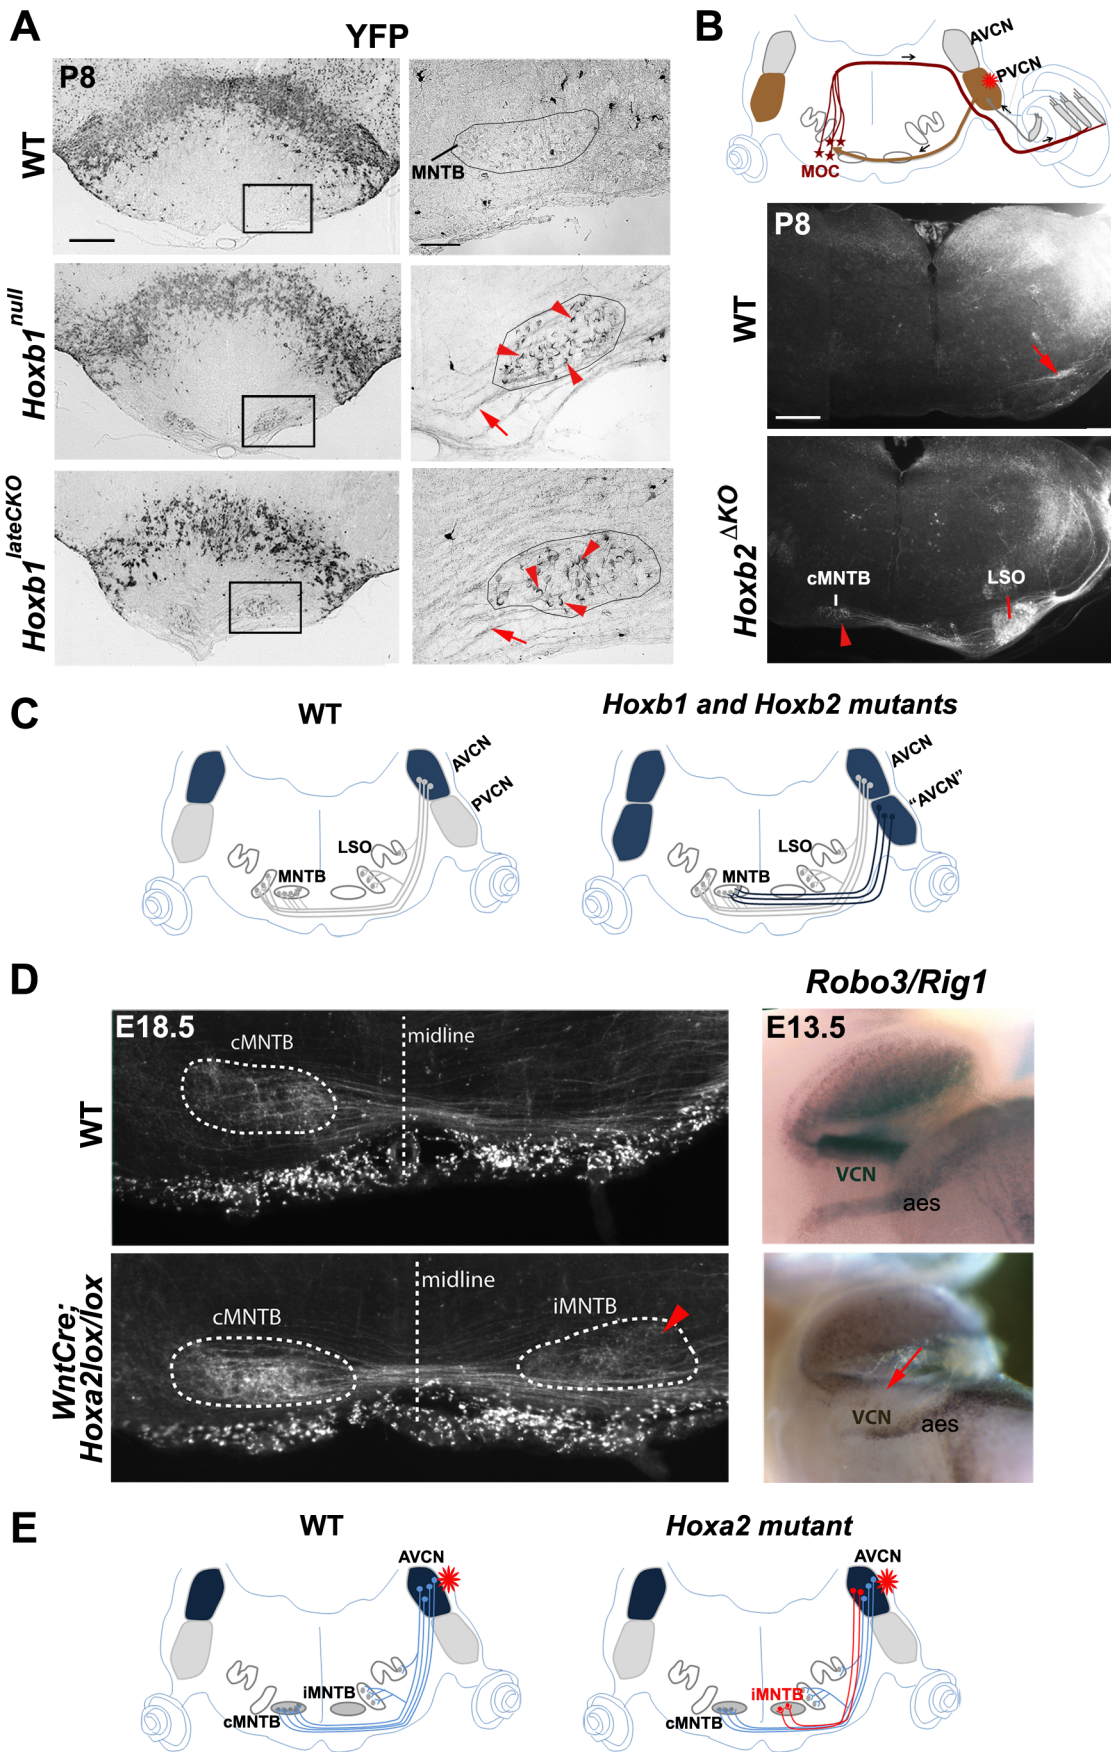 A
YFP
P8
WT
MNTB
Hoxb1null
Hoxb1lateCKO
B
AVCN
PVCN
MOC
P8
WT
Hoxb2ΔKO
cMNTB
LSO
C
WT
Hoxb1 and Hoxb2 mutants
AVCN
PVCN
LSO
MNTB
AVCN
“AVCN”
LSO
MNTB
D
Robo3/Rig1
E18.5
cMNTB
midline
WT
E13.5
VCN
aes
WntCre;
Hoxa2lox/lox
cMNTB
midline
iMNTB
VCN
aes
E
WT
Hoxa2 mutant
AVCN
iMNTB
cMNTB
AVCN
iMNTB
cMNTB